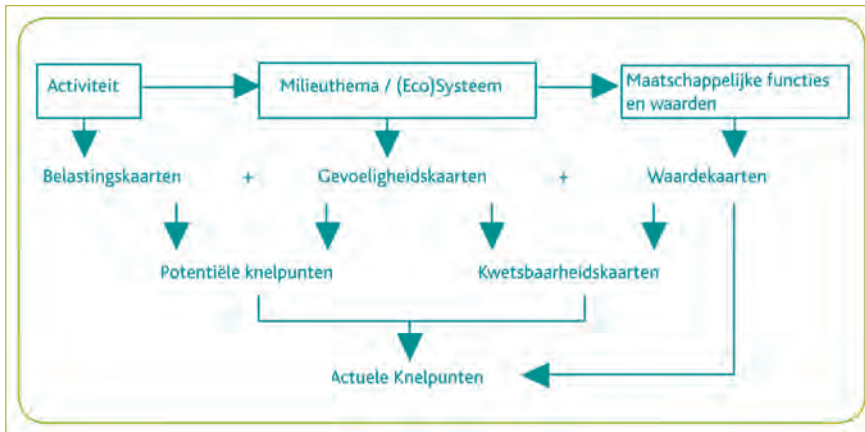 Activiteit
Milieuthema / (Eco)Systeem
Maatschappelijke functies
en waarden
Belastingskaarten + Gevoeligheidskaarten + Waardekaarten
Potentiële knelpunten
Kwetsbaarheidskaarten
Actuele Knelpunten